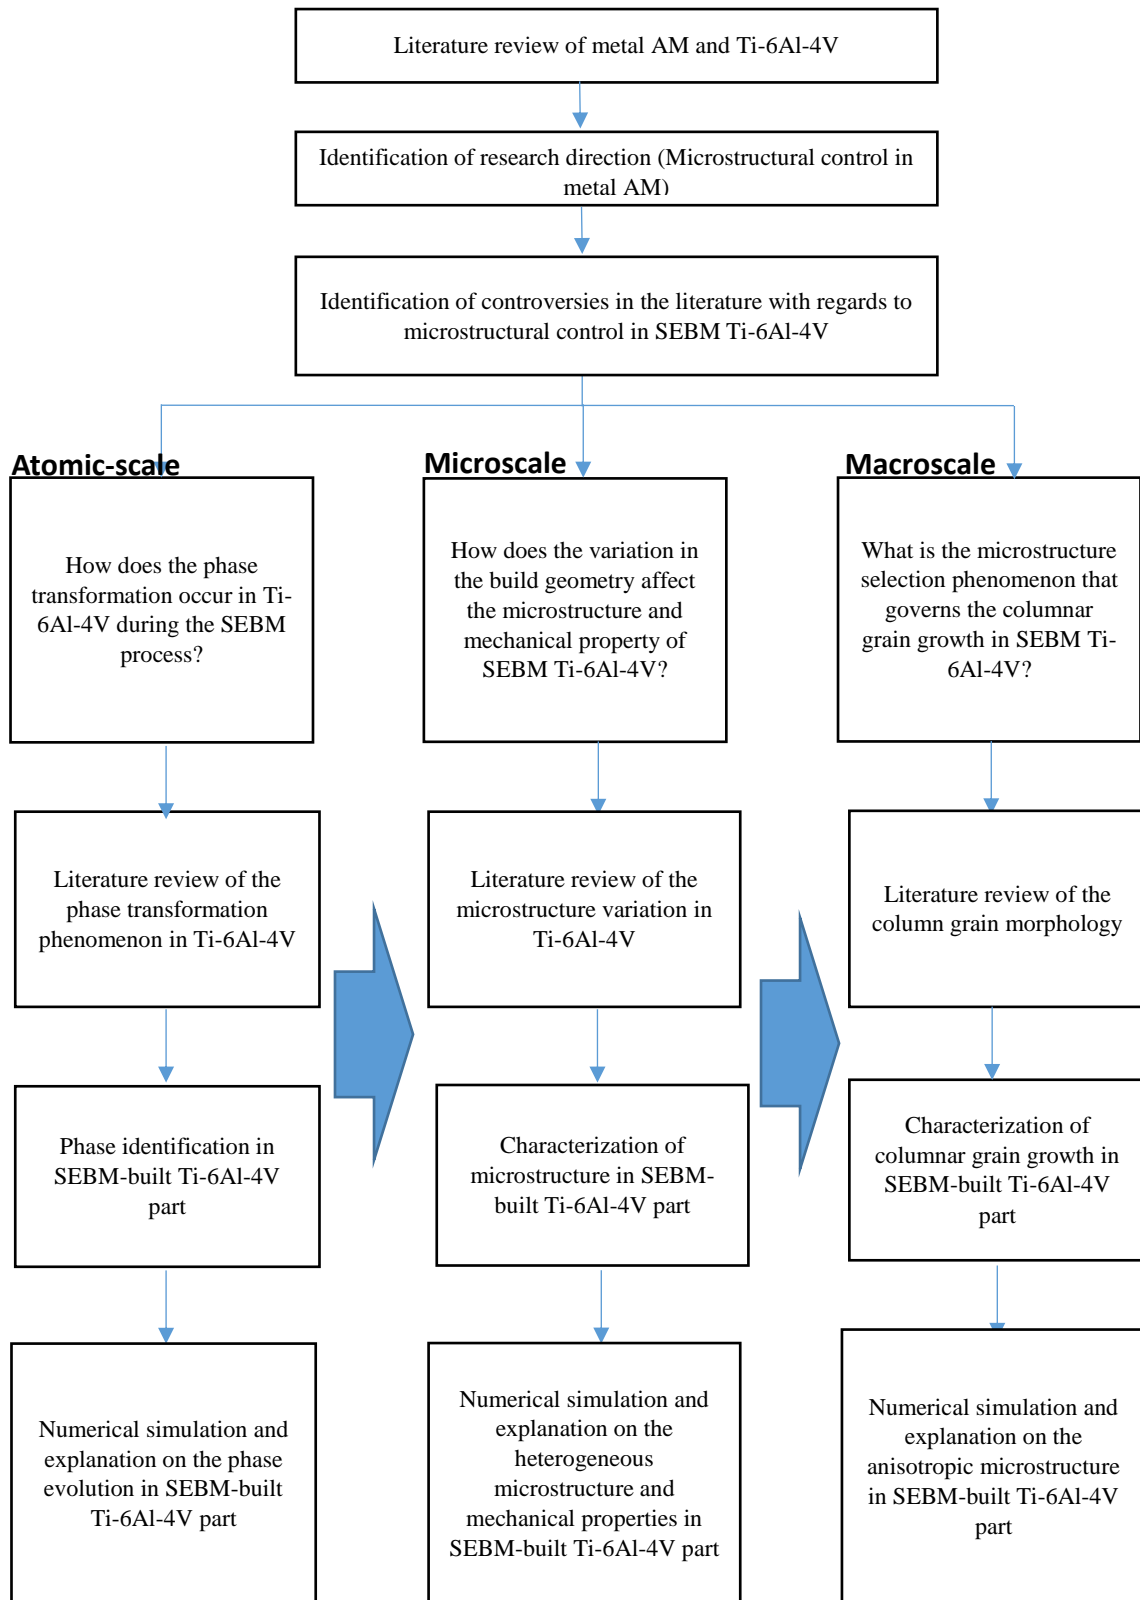 Literature review of metal AM and Ti-6Al-4V
Identification of research direction (Microstructural control in
metal AM)
Identification of controversies in the literature with regards to
microstructural control in SEBM Ti-6Al-4V
Atomic-scale
How does the phase
transformation occur in Ti-
6Al-4V during the SEBM
process?
Literature review of the
phase transformation
phenomenon in Ti-6Al-4V
Phase identification in
SEBM-built Ti-6Al-4V
part
Numerical simulation and
explanation on the phase
evolution in SEBM-built
Ti-6Al-4V part
Microscale
How does the variation in
the build geometry affect
the microstructure and
mechanical property of
SEBM Ti-6Al-4V?
Literature review of the
microstructure variation in
Ti-6Al-4V
Characterization of
microstructure in SEBM-
built Ti-6Al-4V part
Numerical simulation and
explanation on the
heterogeneous
microstructure and
mechanical properties in
SEBM-built Ti-6Al-4V part
Macroscale
What is the microstructure
selection phenomenon that
governs the columnar
grain growth in SEBM Ti-
6Al-4V?
Literature review of the
column grain morphology
Characterization of
columnar grain growth in
SEBM-built Ti-6Al-4V
part
Numerical simulation and
explanation on the
anisotropic microstructure
in SEBM-built Ti-6Al-4V
part